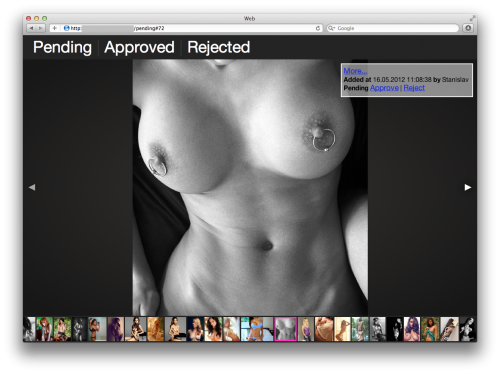 Web
http /pending#72
Google
Pending Approved Rejected
More...
Added at 16.05.2012 11:08:38 by Stanislav
Pending Approve | Reject